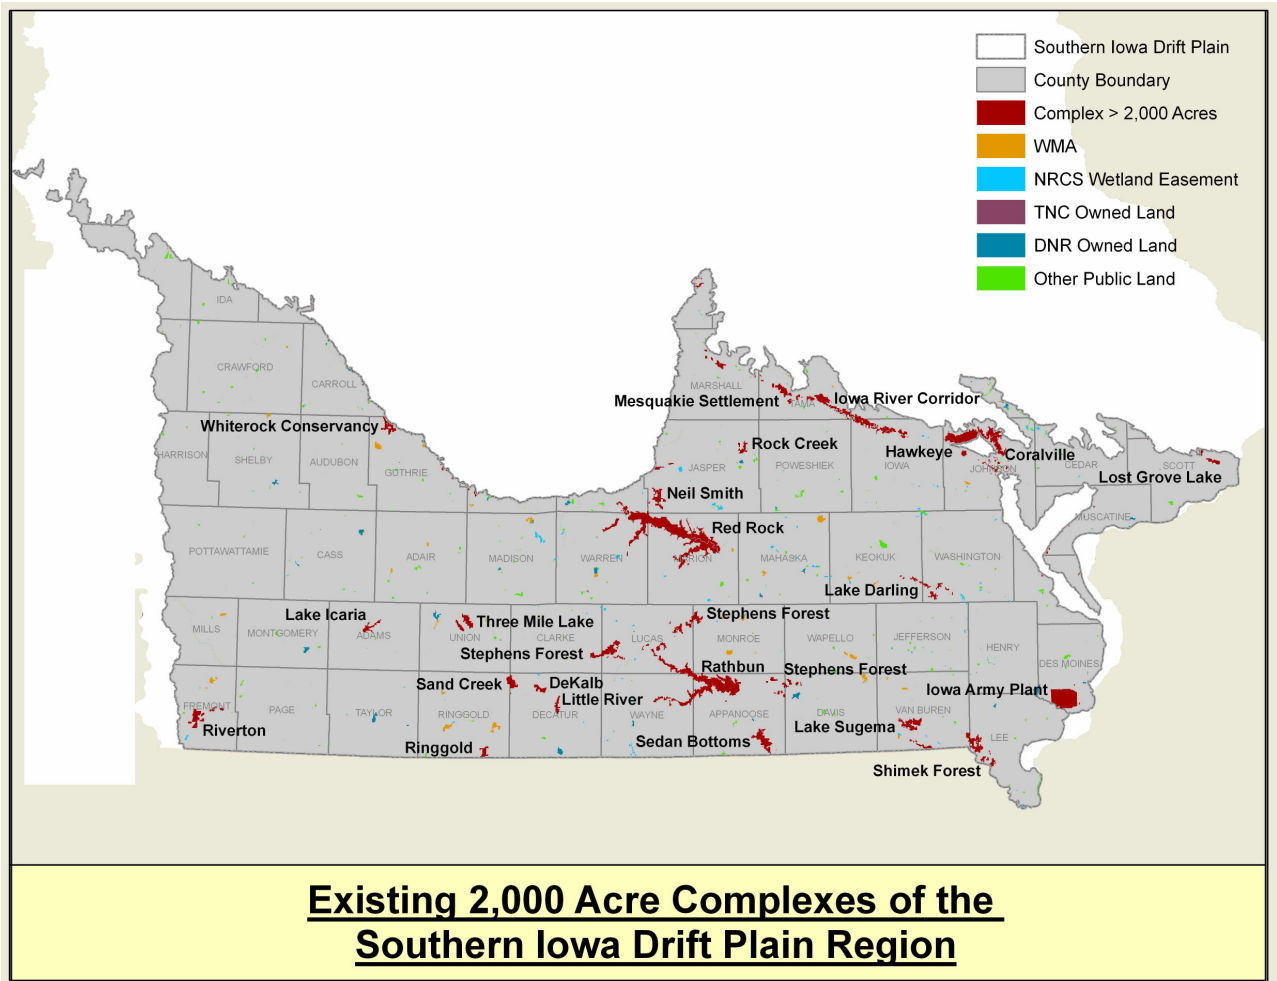 Southern Iowa Drift Plain
County Boundary
Complex > 2,000 Acres
WMA
NRCS Wetland Easement
TNC Owned Land
DNR Owned Land
Other Public Land
IDA
CRAWFORD
CARROLL
MARSHALL
Mesquakie Settlement
TAMA
Iowa River Corridor
Whiterock Conservancy
HARRISON
SHELBY
AUDUBON
GUTHRIE
Rock Creek
JASPER
POWESHIEK
IOWA
Hawkeye
JOHNSON
Coralville
CEDAR
SCOTT
Lost Grove Lake
Neil Smith
MUSCATINE
Red Rock
POTTAWATTAMIE
CASS
ADAIR
MADISON
WARREN
MARION
MAHASKA
KEOKUK
WASHINGTON
Lake Darling
Lake Icaria
Three Mile Lake
Stephens Forest
MILLS
MONTGOMERY
ADAMS
UNION
CLARKE
LUCAS
MONROE
WAPELLO
JEFFERSON
HENRY
DES MOINES
Stephens Forest
Rathbun
Stephens Forest
Sand Creek
DeKalb
Little River
Iowa Army Plant
FREMONT
PAGE
TAYLOR
RINGGOLD
DECATUR
WAYNE
APPANOOSE
DAVIS
VAN BUREN
LEE
Riverton
Ringgold
Sedan Bottoms
Lake Sugema
Shimek Forest
Existing 2,000 Acre Complexes of the
Southern Iowa Drift Plain Region